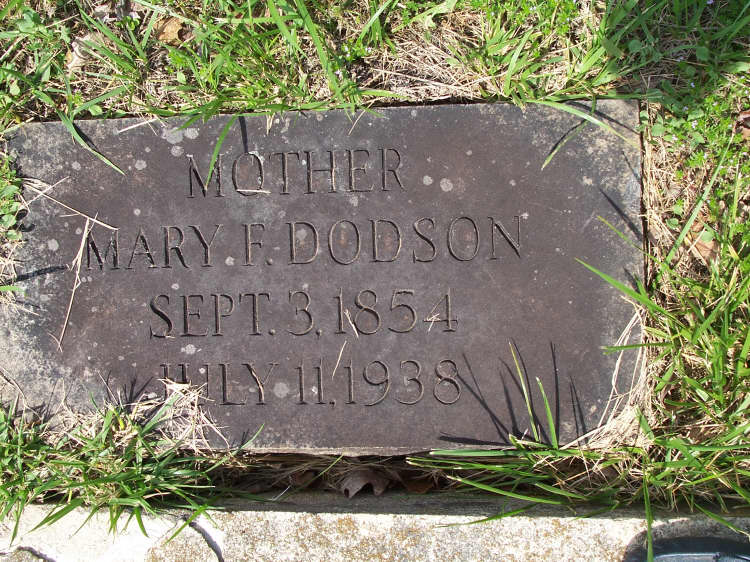 MOTHER
MARY F. DODSON
SEPT. 3, 1854
JULY 11, 1938